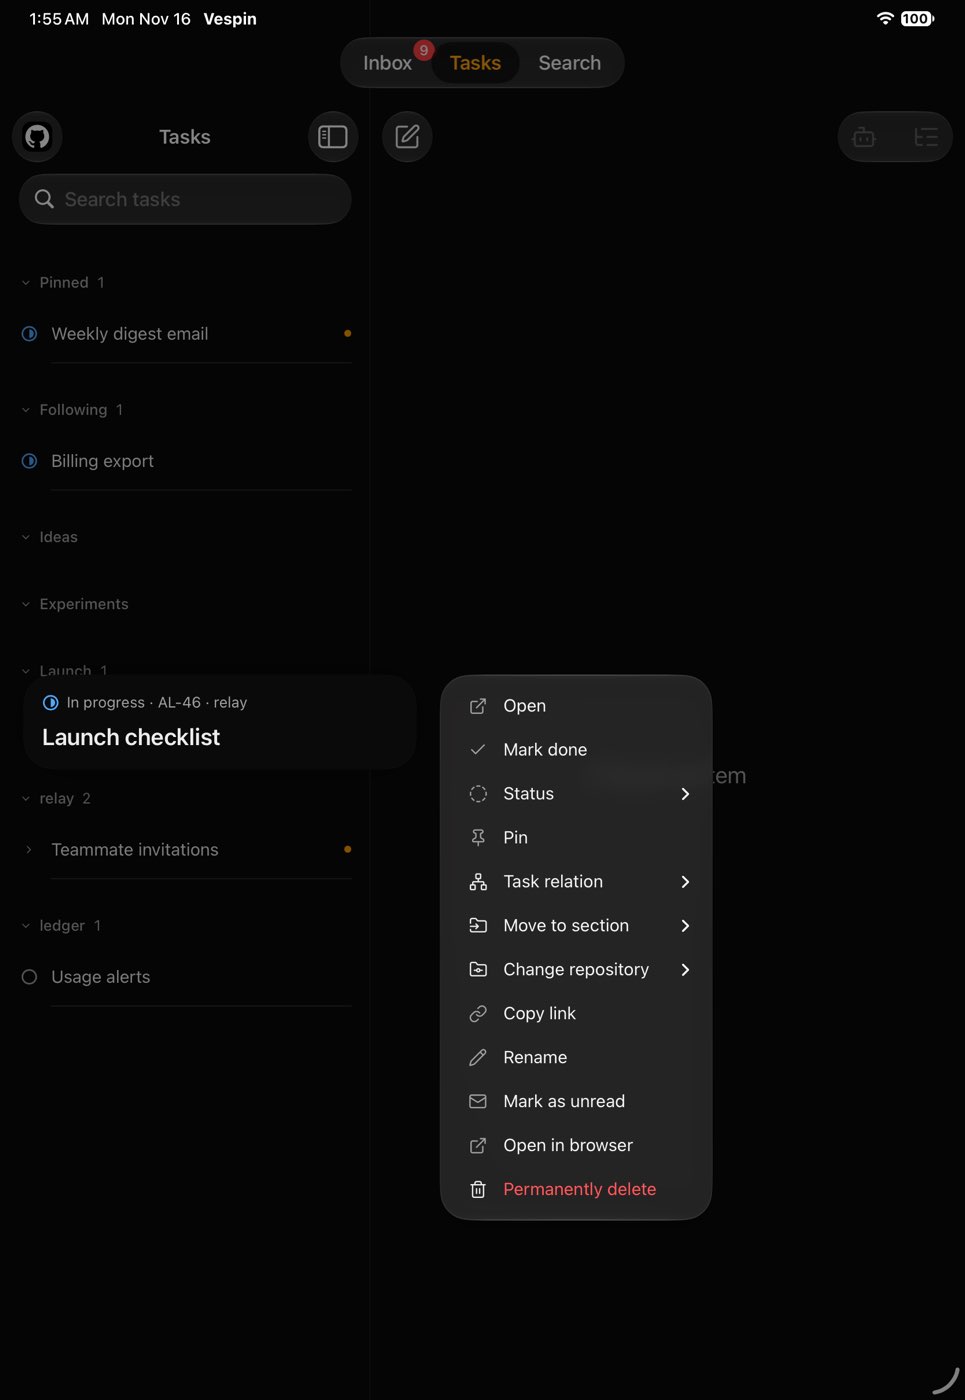 1:55 AM Mon Nov 16 Vespin
100
Inbox 9 Tasks Search
Tasks
Search tasks
Pinned 1
Weekly digest email
Following 1
Billing export
Ideas
Experiments
Launch 1
In progress · AL-46 · relay
Launch checklist
relay 2
Teammate invitations
ledger 1
Usage alerts
Open
Mark done
Status
Pin
Task relation
Move to section
Change repository
Copy link
Rename
Mark as unread
Open in browser
Permanently delete